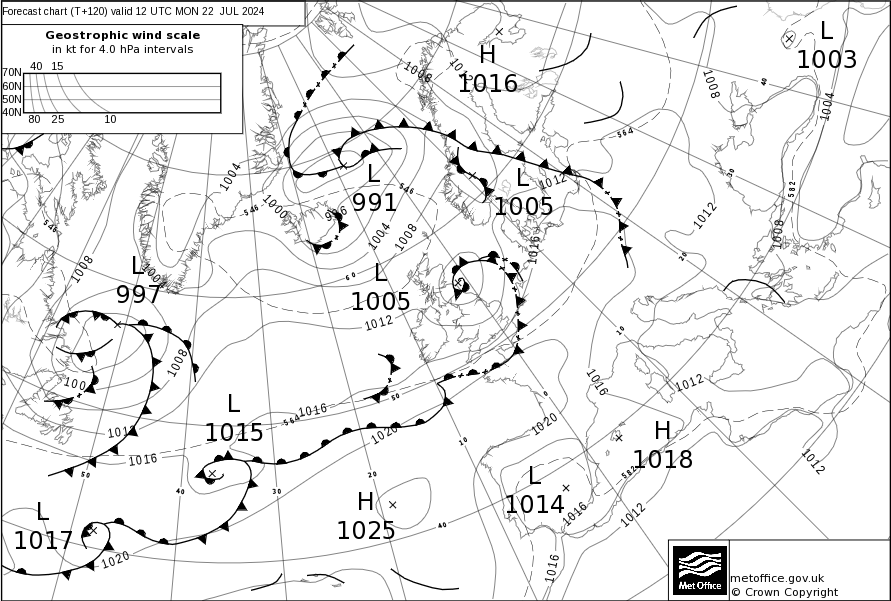 Forecast chart (T+120) valid 12 UTC MON 22 JUL 2024
Geostrophic wind scale
in kt for 4.0 hPa intervals
40 15
70N
60N
50N
40N
80 25 10
L
1003
H
1016
1008
1004
1008
564
40
1004
1000
546
996
L
991
546
L
1005
1012
30
582
1012
1008
1016
1004
1008
20
546
1008
L
997
1004
60
L
1005
1012
10
1008
1016
1012
0
50
L
1015
564
1016
1020
1012
1016
50
40
30
20
10
1020
H
1018
582
1012
L
1014
1016
1012
H
1025
40
L
1017
1020
1016
Met Office
metoffice.gov.uk
© Crown Copyright